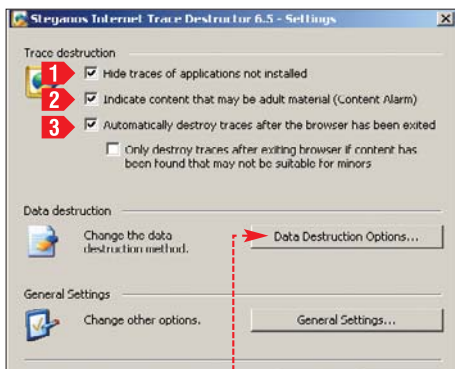 Steganos Internet Trace Destructor 6.5 - Settings
Trace destruction
1 Hide traces of applications not installed
2 Indicate content that may be adult material (Content Alarm)
3 Automatically destroy traces after the browser has been exited
Only destroy traces after exiting browser if content has
been found that may not be suitable for minors
Data destruction
Change the data
destruction method.
Data Destruction Options...
General Settings
Change other options.
General Settings...